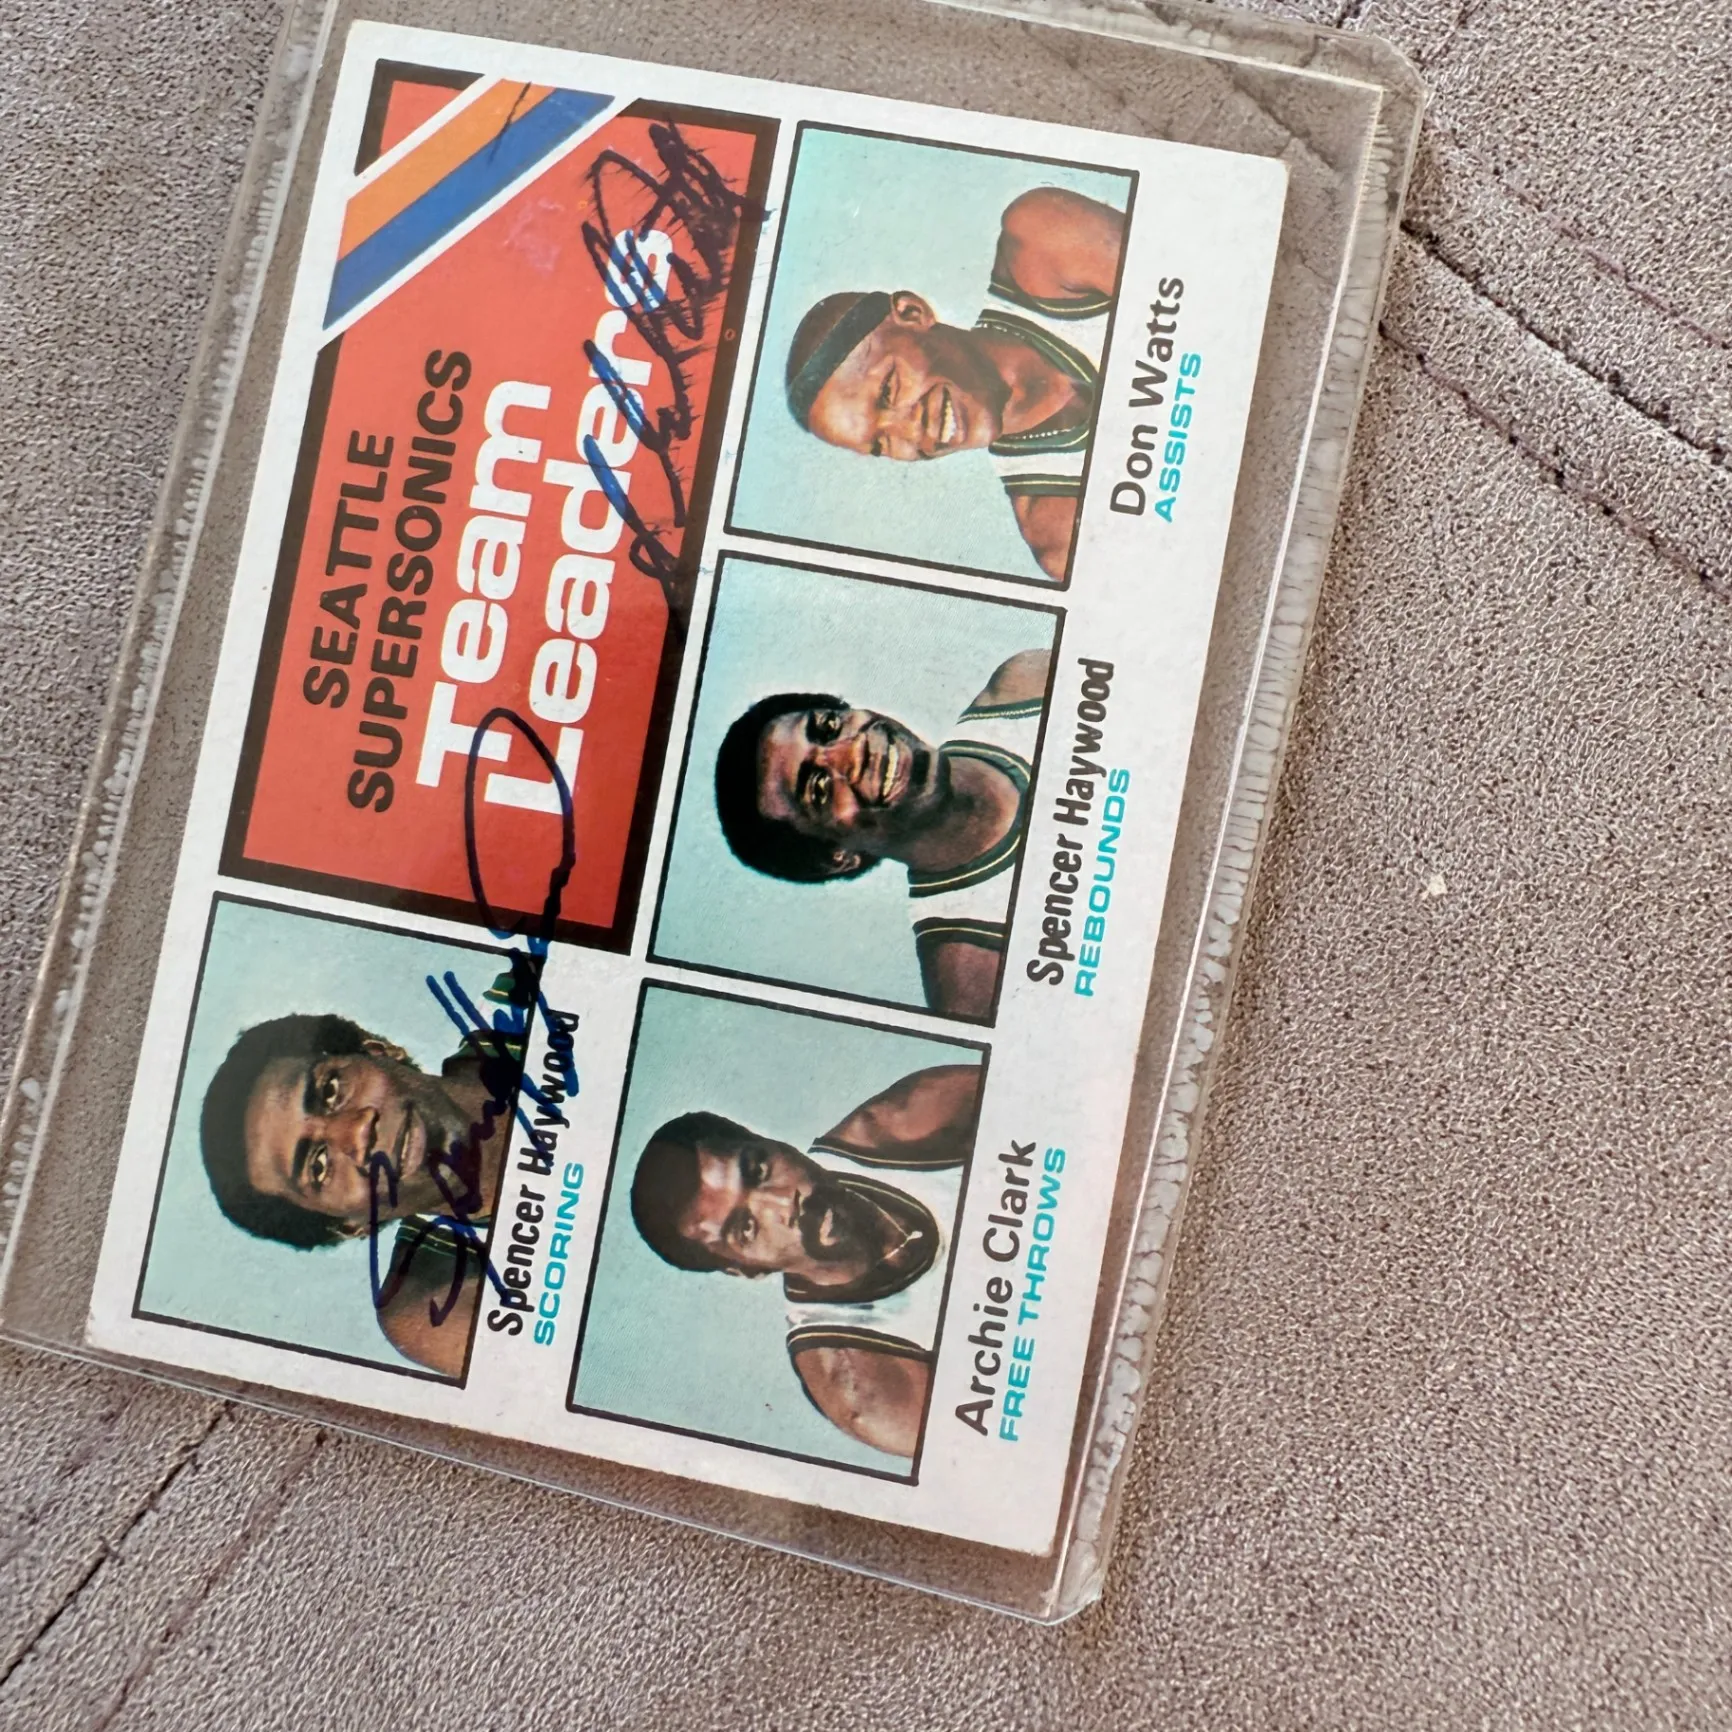 SEATTLE
SUPERSONICS
Team
Leaders
Spencer Haywood
SCORING
Don Watts
ASSISTS
Spencer Haywood
REBOUNDS
Archie Clark
FREE THROWS